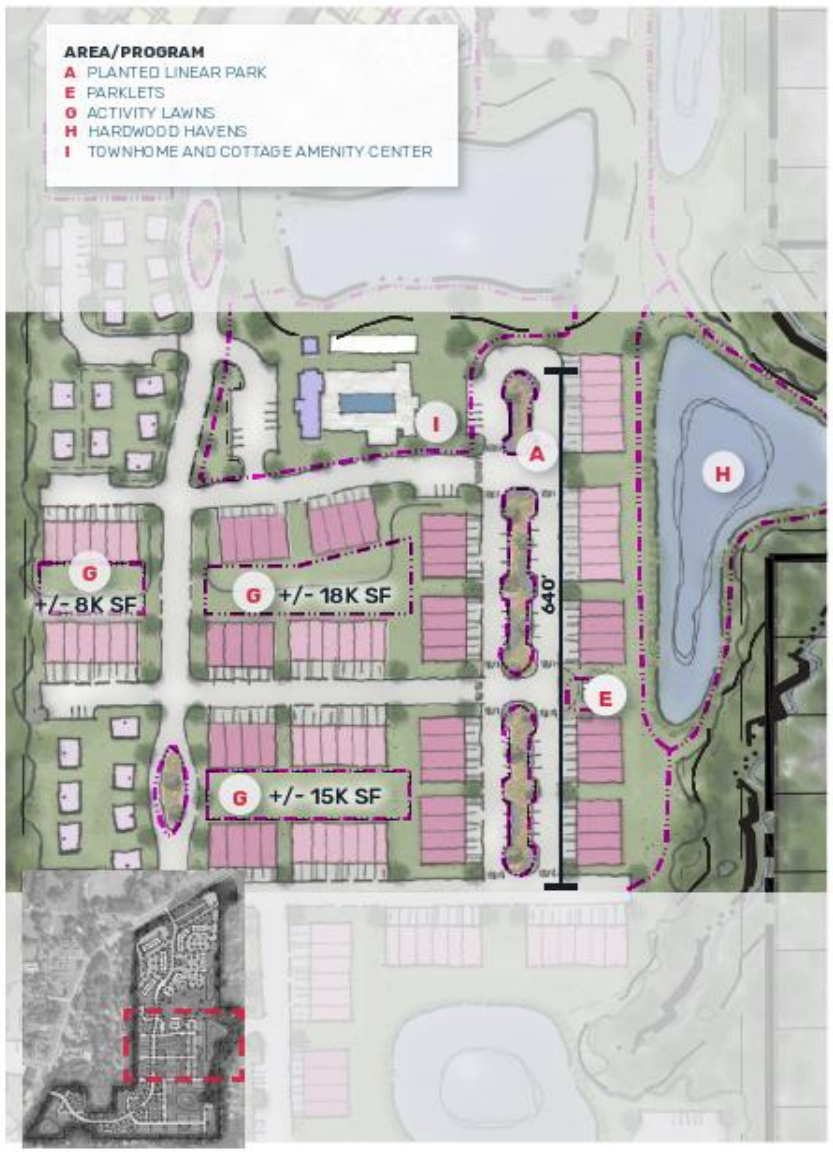 AREA/PROGRAM
A PLANTED LINEAR PARK
E PARKLETS
G ACTIVITY LAWNS
H HARDWOOD HAVENS
I TOWNHOME AND COTTAGE AMENITY CENTER
I
A
H
G
+/- 8K SF
G +/- 18K SF
640'
E
G +/- 15K SF